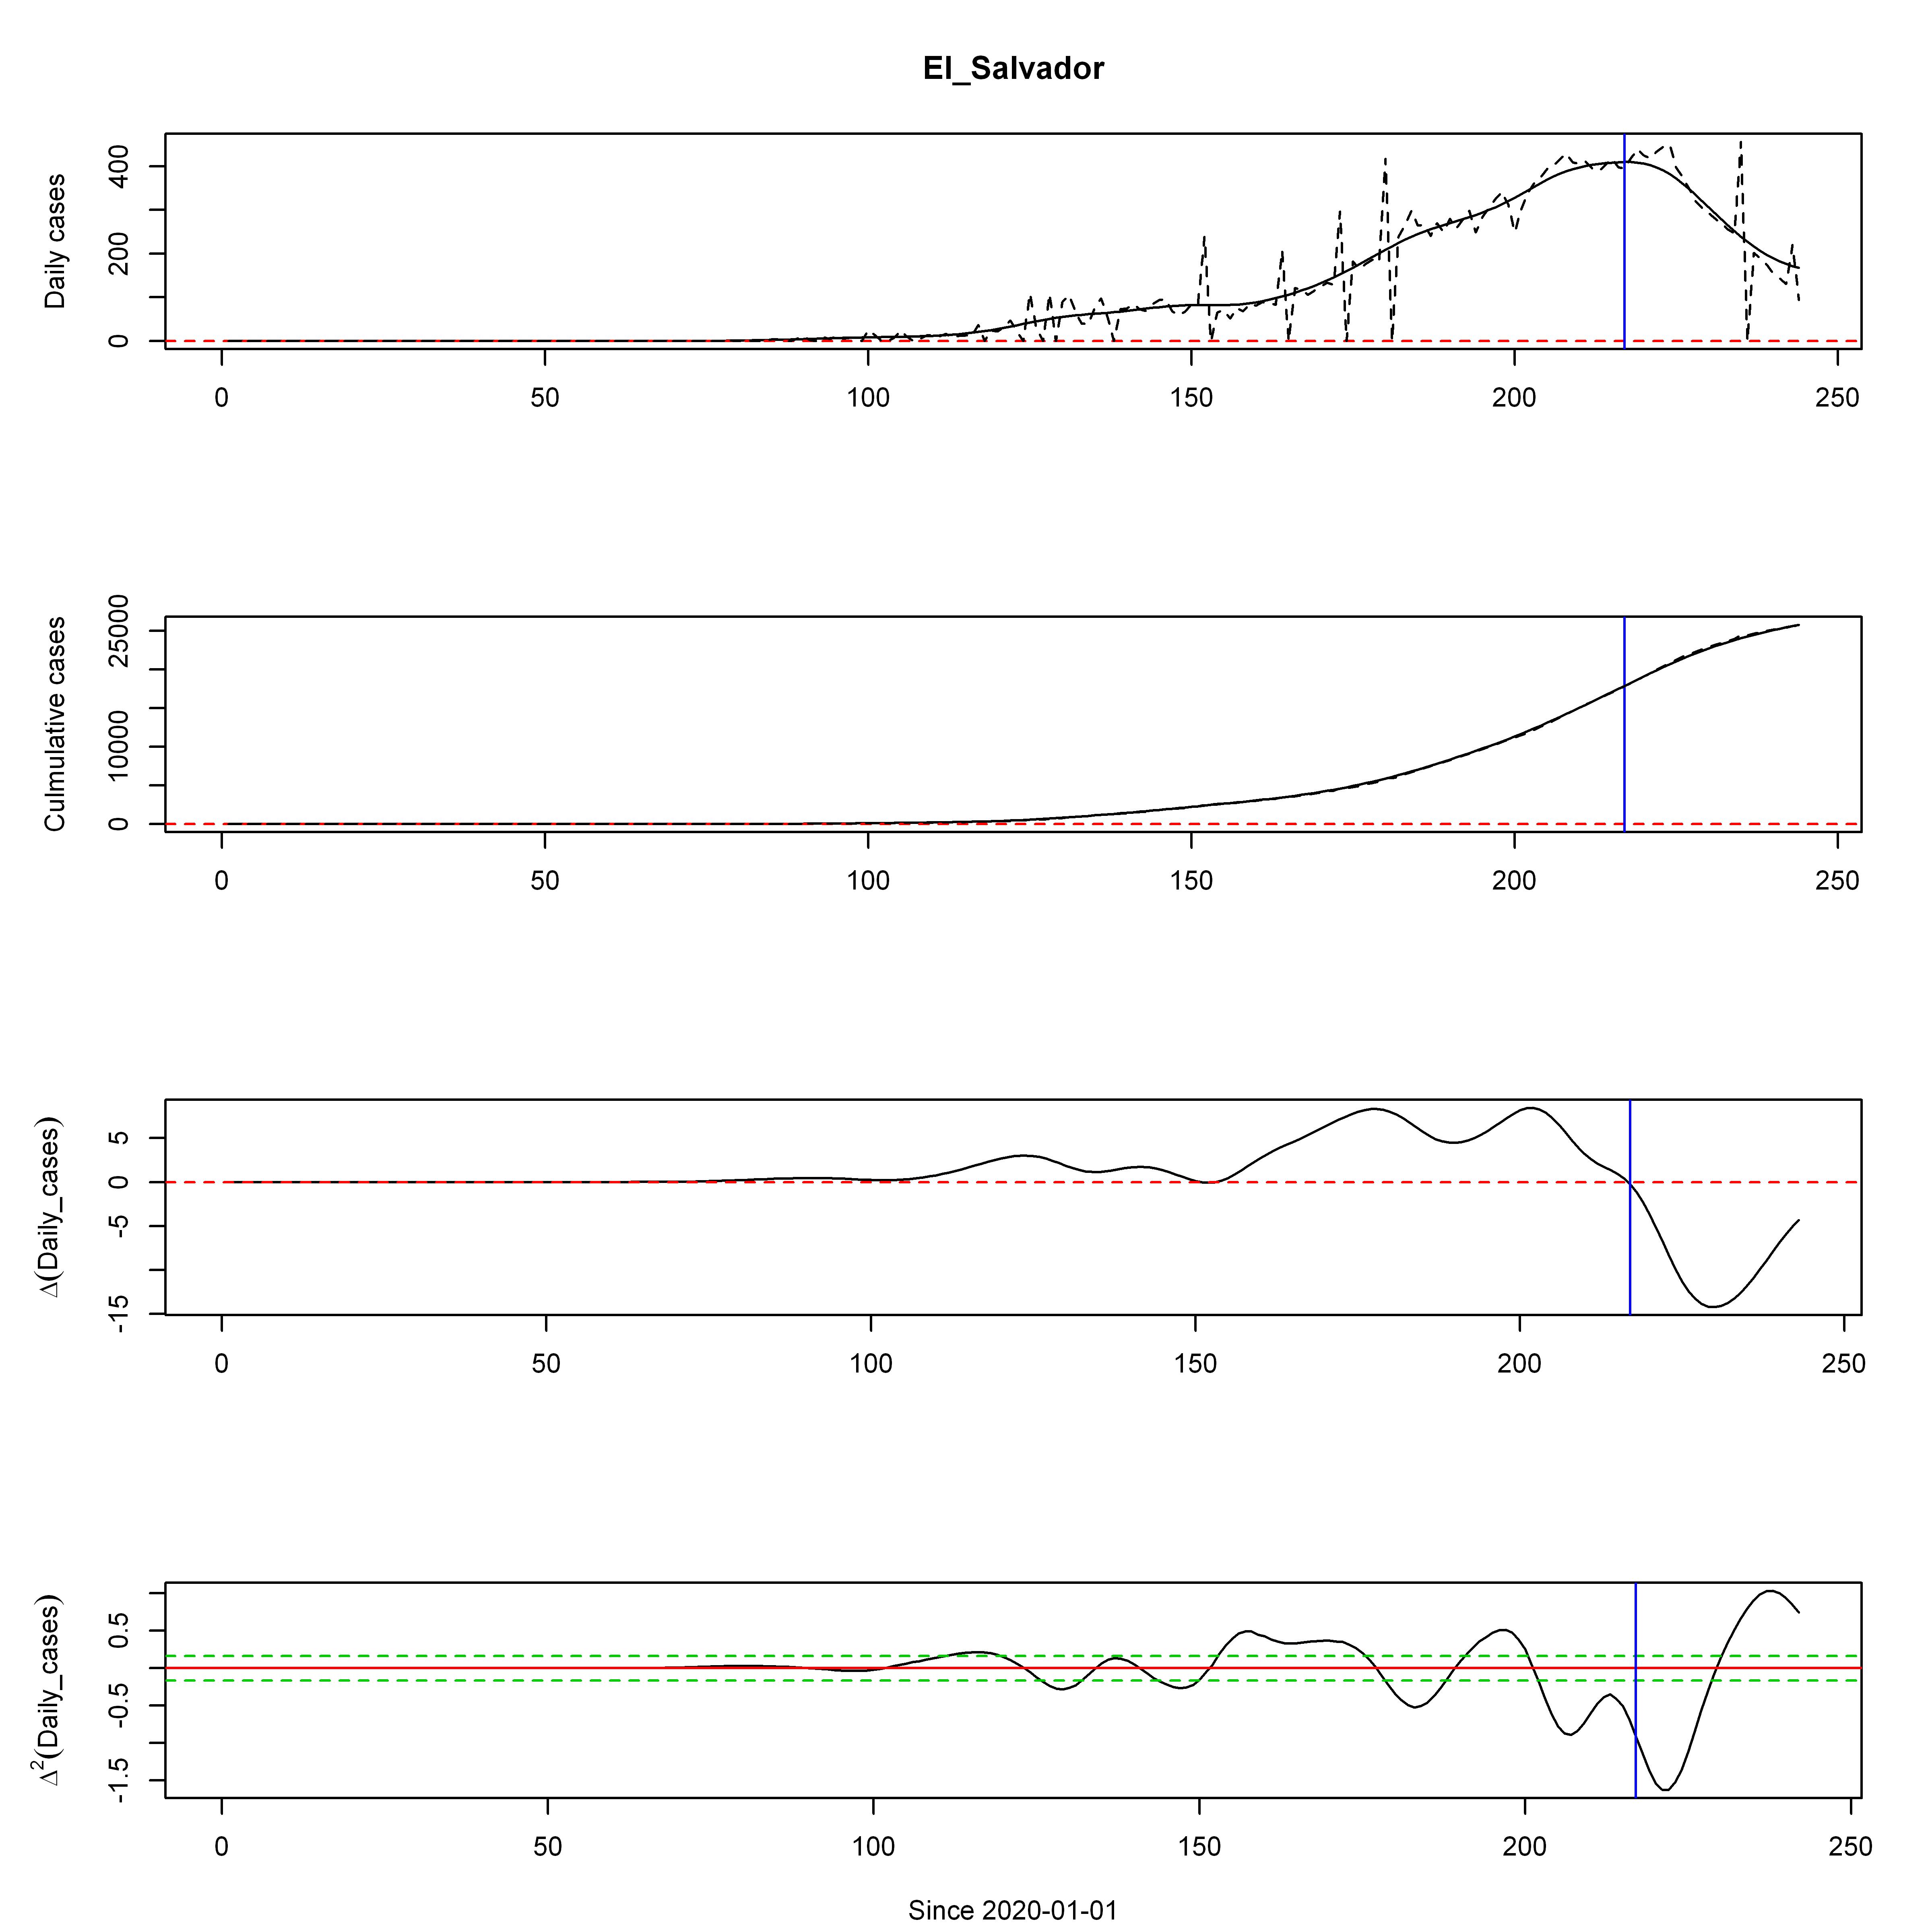 El_Salvador
Daily cases
0 200 400
0 50 100 150 200 250
Culmulative cases
0 10000 25000
0 50 100 150 200 250
Δ(Daily_cases)
-15 -5 0 5
0 50 100 150 200 250
Δ²(Daily_cases)
-1.5 -0.5 0.5
0 50 100 150 200 250
Since 2020-01-01